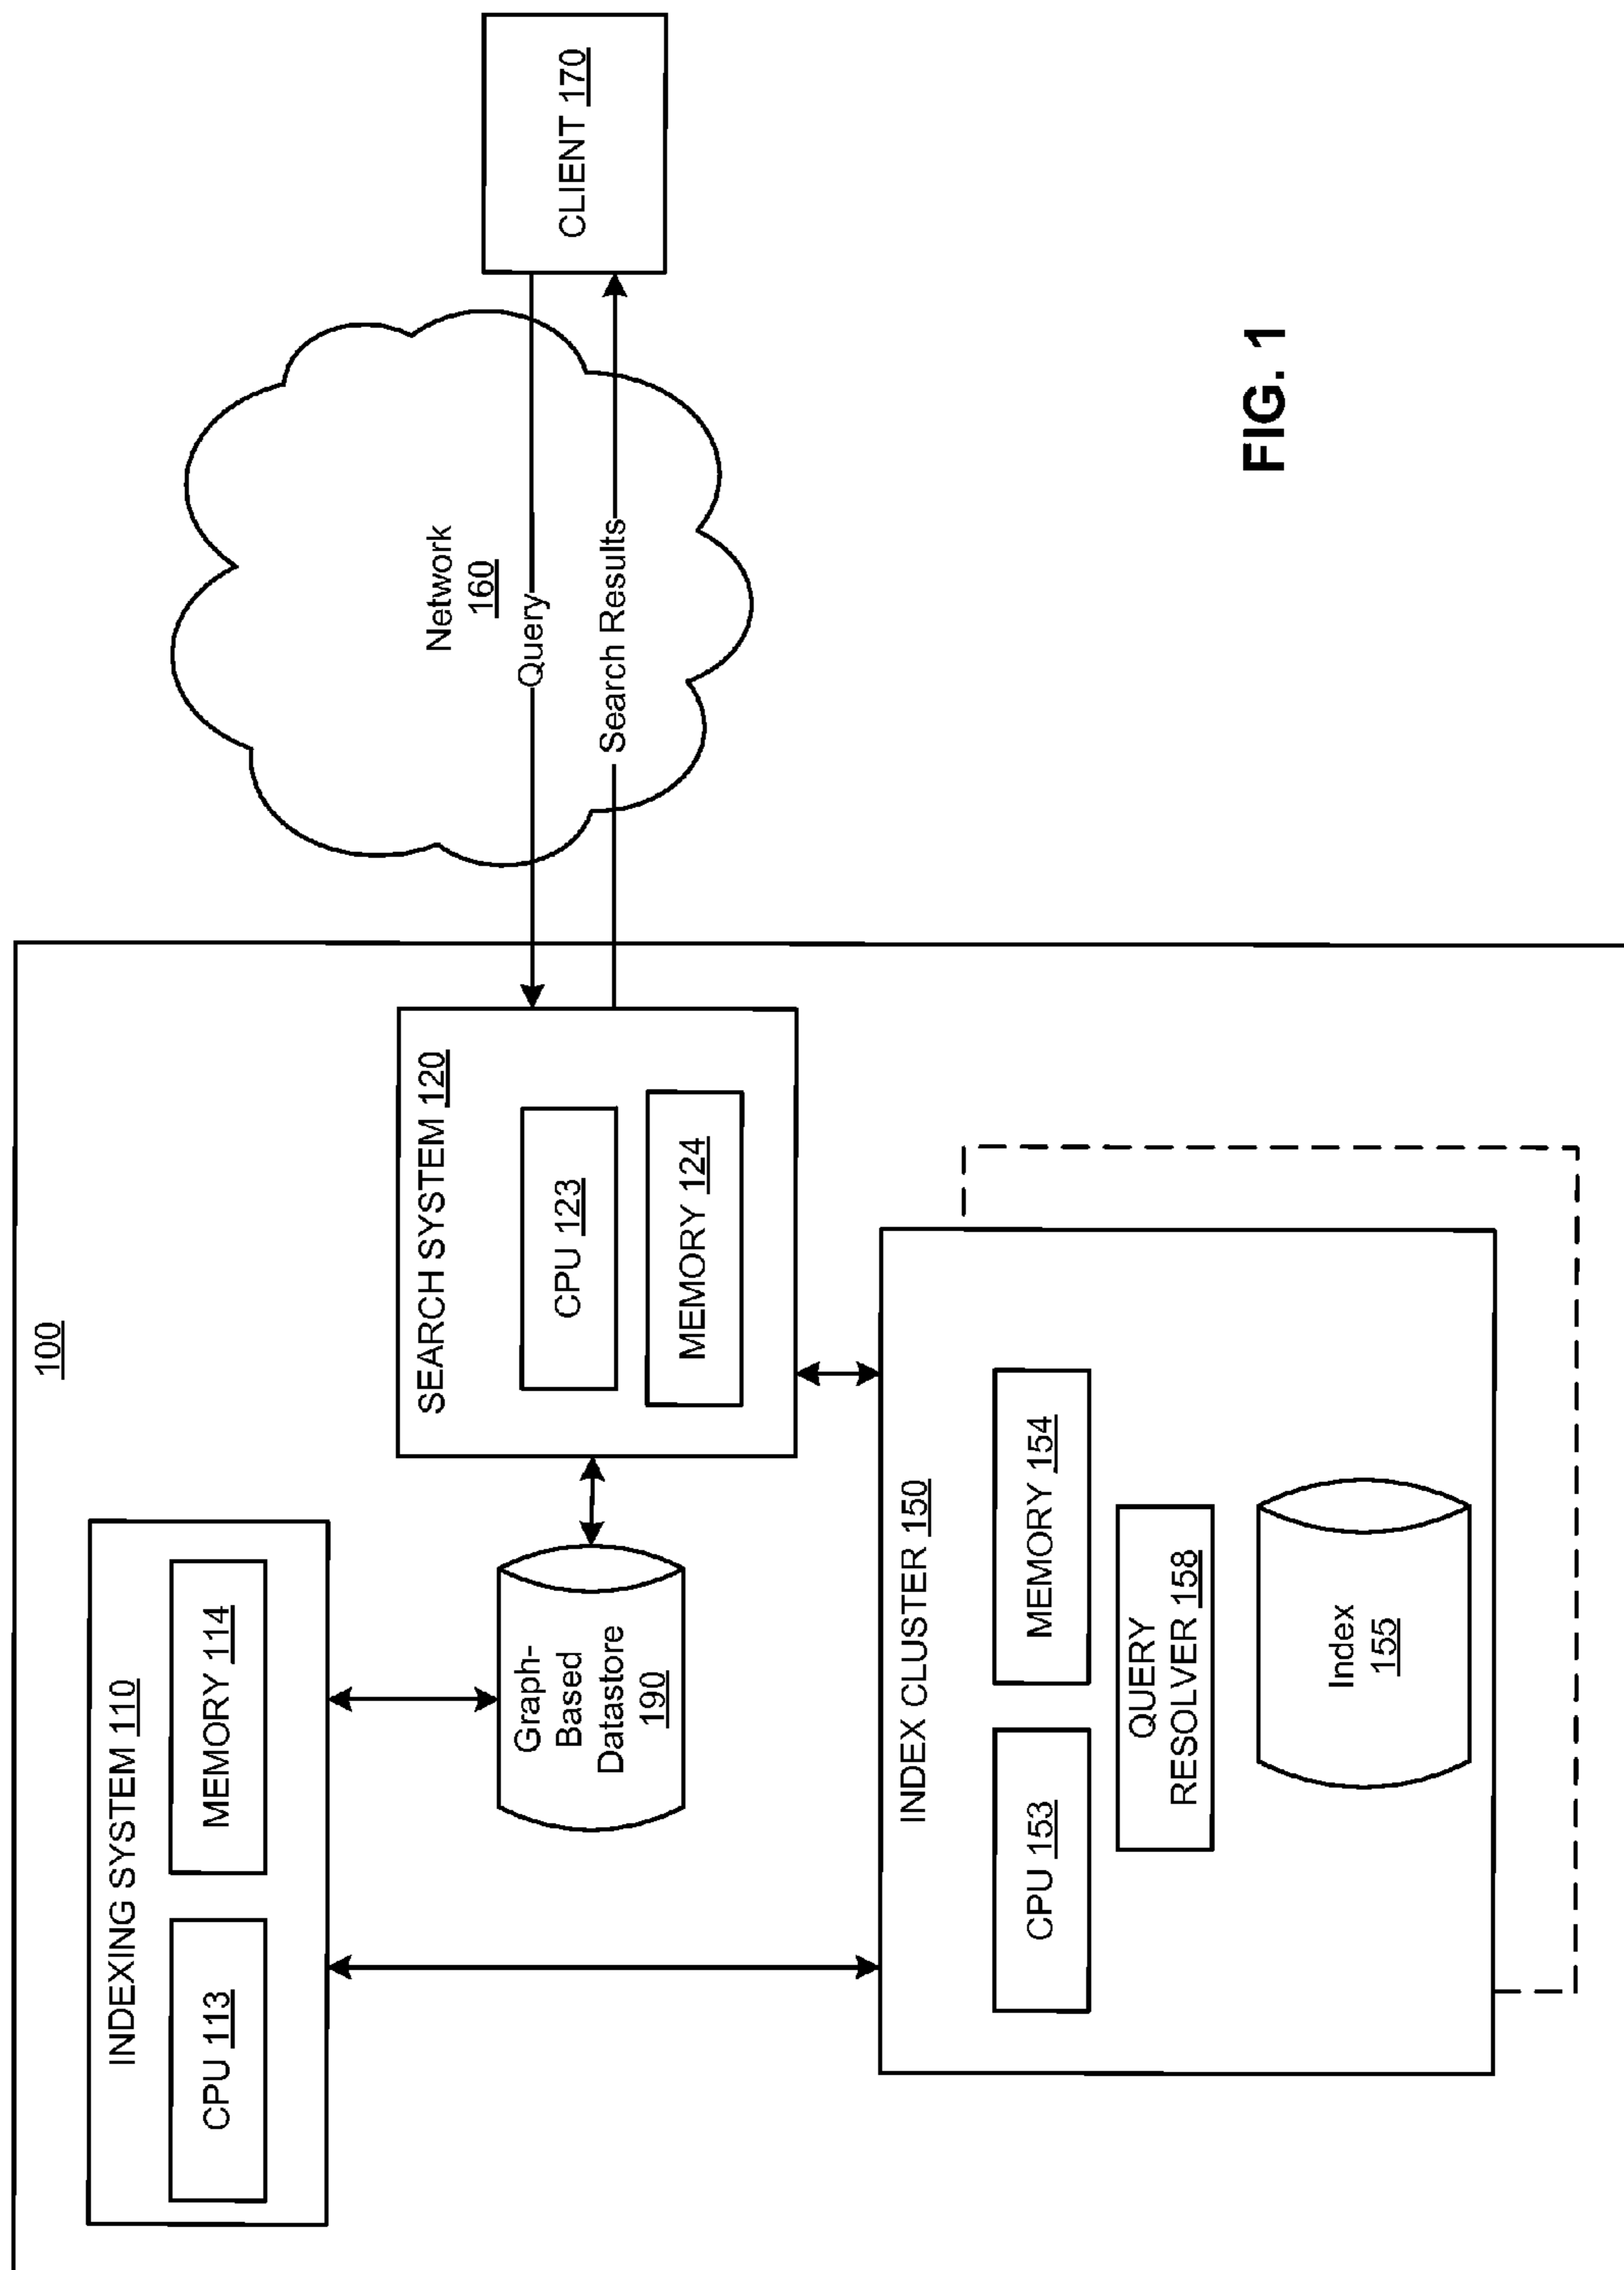 100
INDEXING SYSTEM 110
CPU 113
MEMORY 114
Graph-
Based
Datastore
190
SEARCH SYSTEM 120
CPU 123
MEMORY 124
INDEX CLUSTER 150
CPU 153
MEMORY 154
QUERY
RESOLVER 158
Index
155
Network
160
Query
Search Results
CLIENT 170
FIG. 1